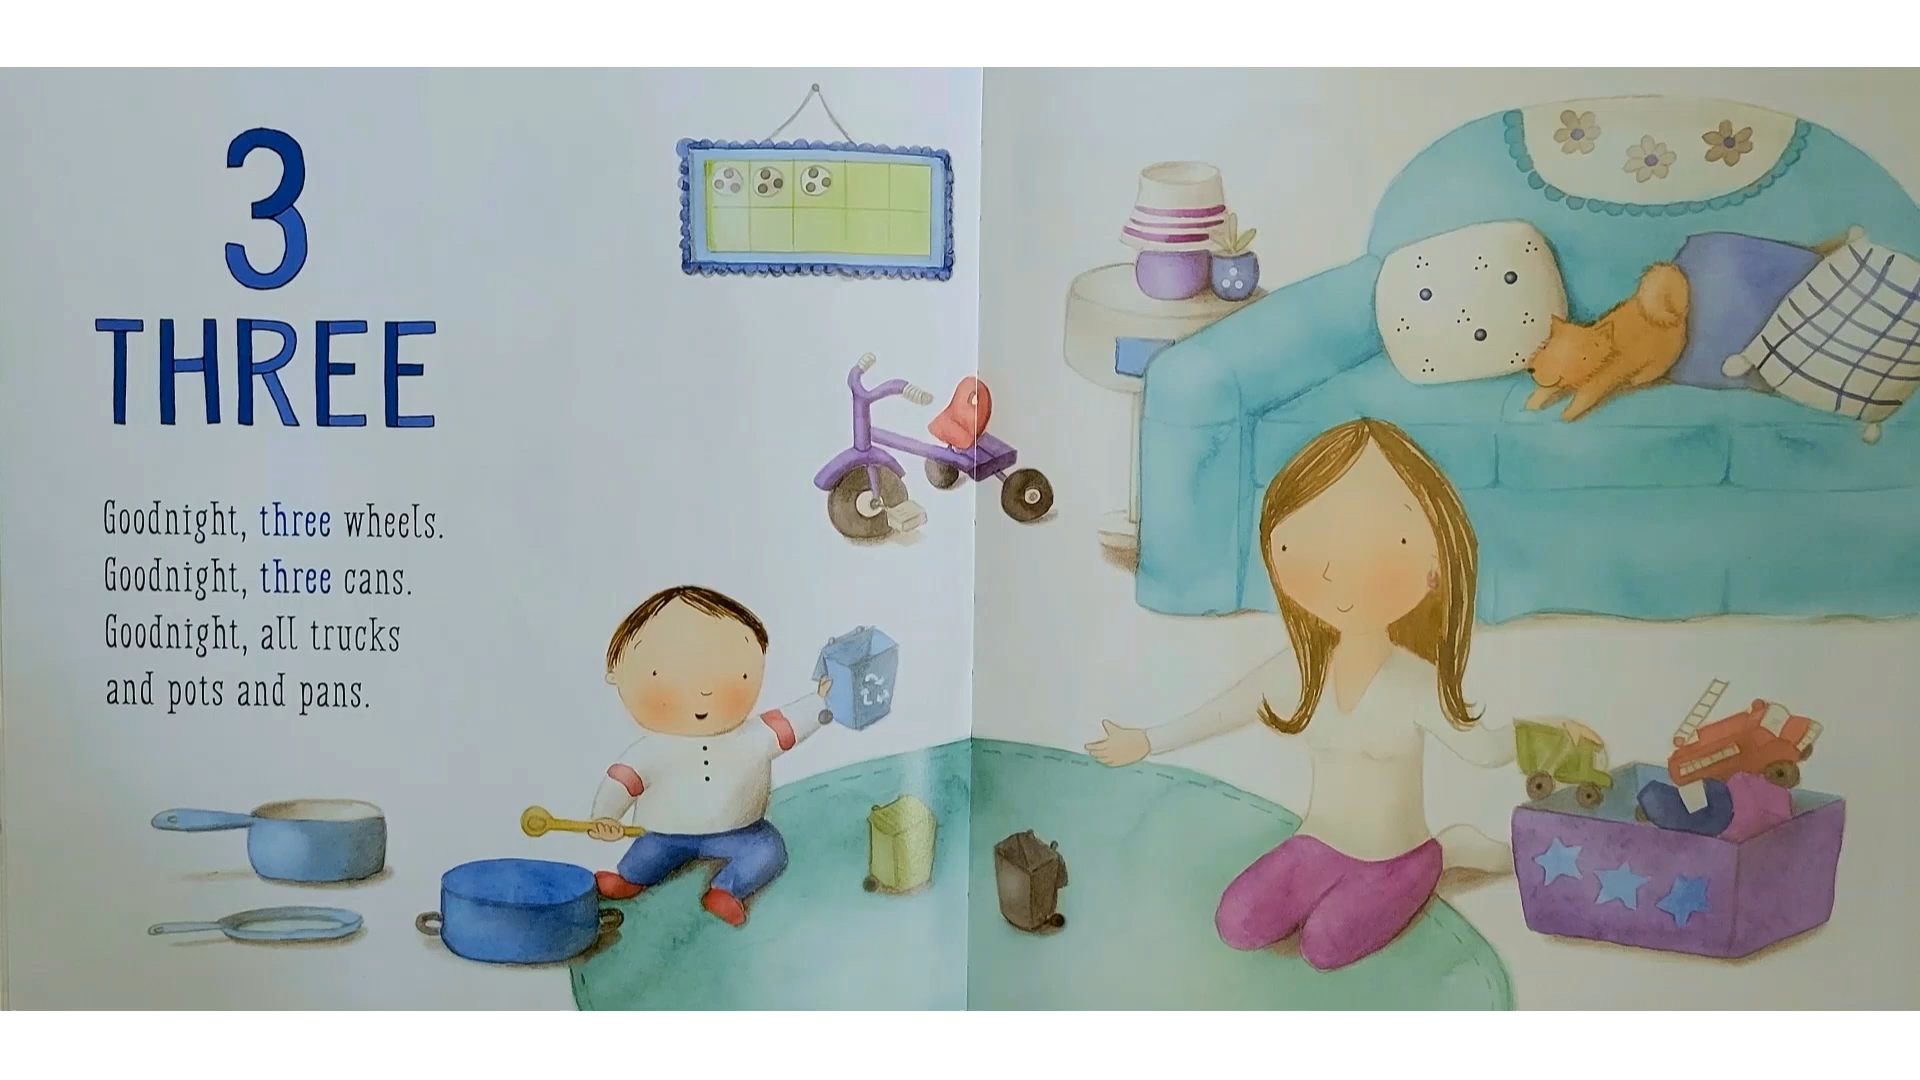 3
THREE
Goodnight, three wheels.
Goodnight, three cans.
Goodnight, all trucks
and pots and pans.